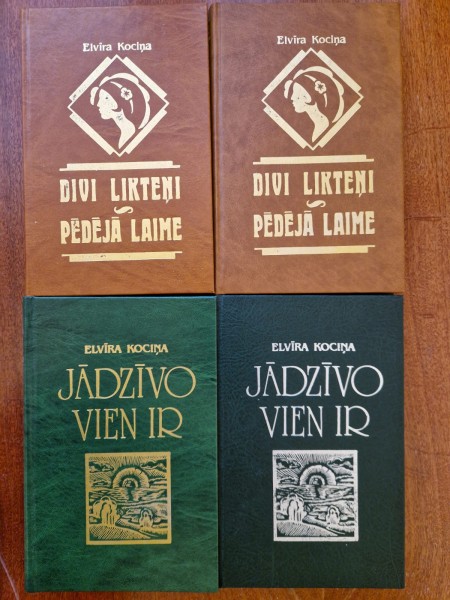 Elvīra Kociņa
DIVI LIRTEŅI
PĒDĒJĀ LAIME
Elvīra Kociņa
DIVI LIRTEŅI
PĒDĒJĀ LAIME
ELVĪRA KOCIŅA
JĀDZĪVO
VIEN IR
ELVĪRA KOCIŅA
JĀDZĪVO
VIEN IR